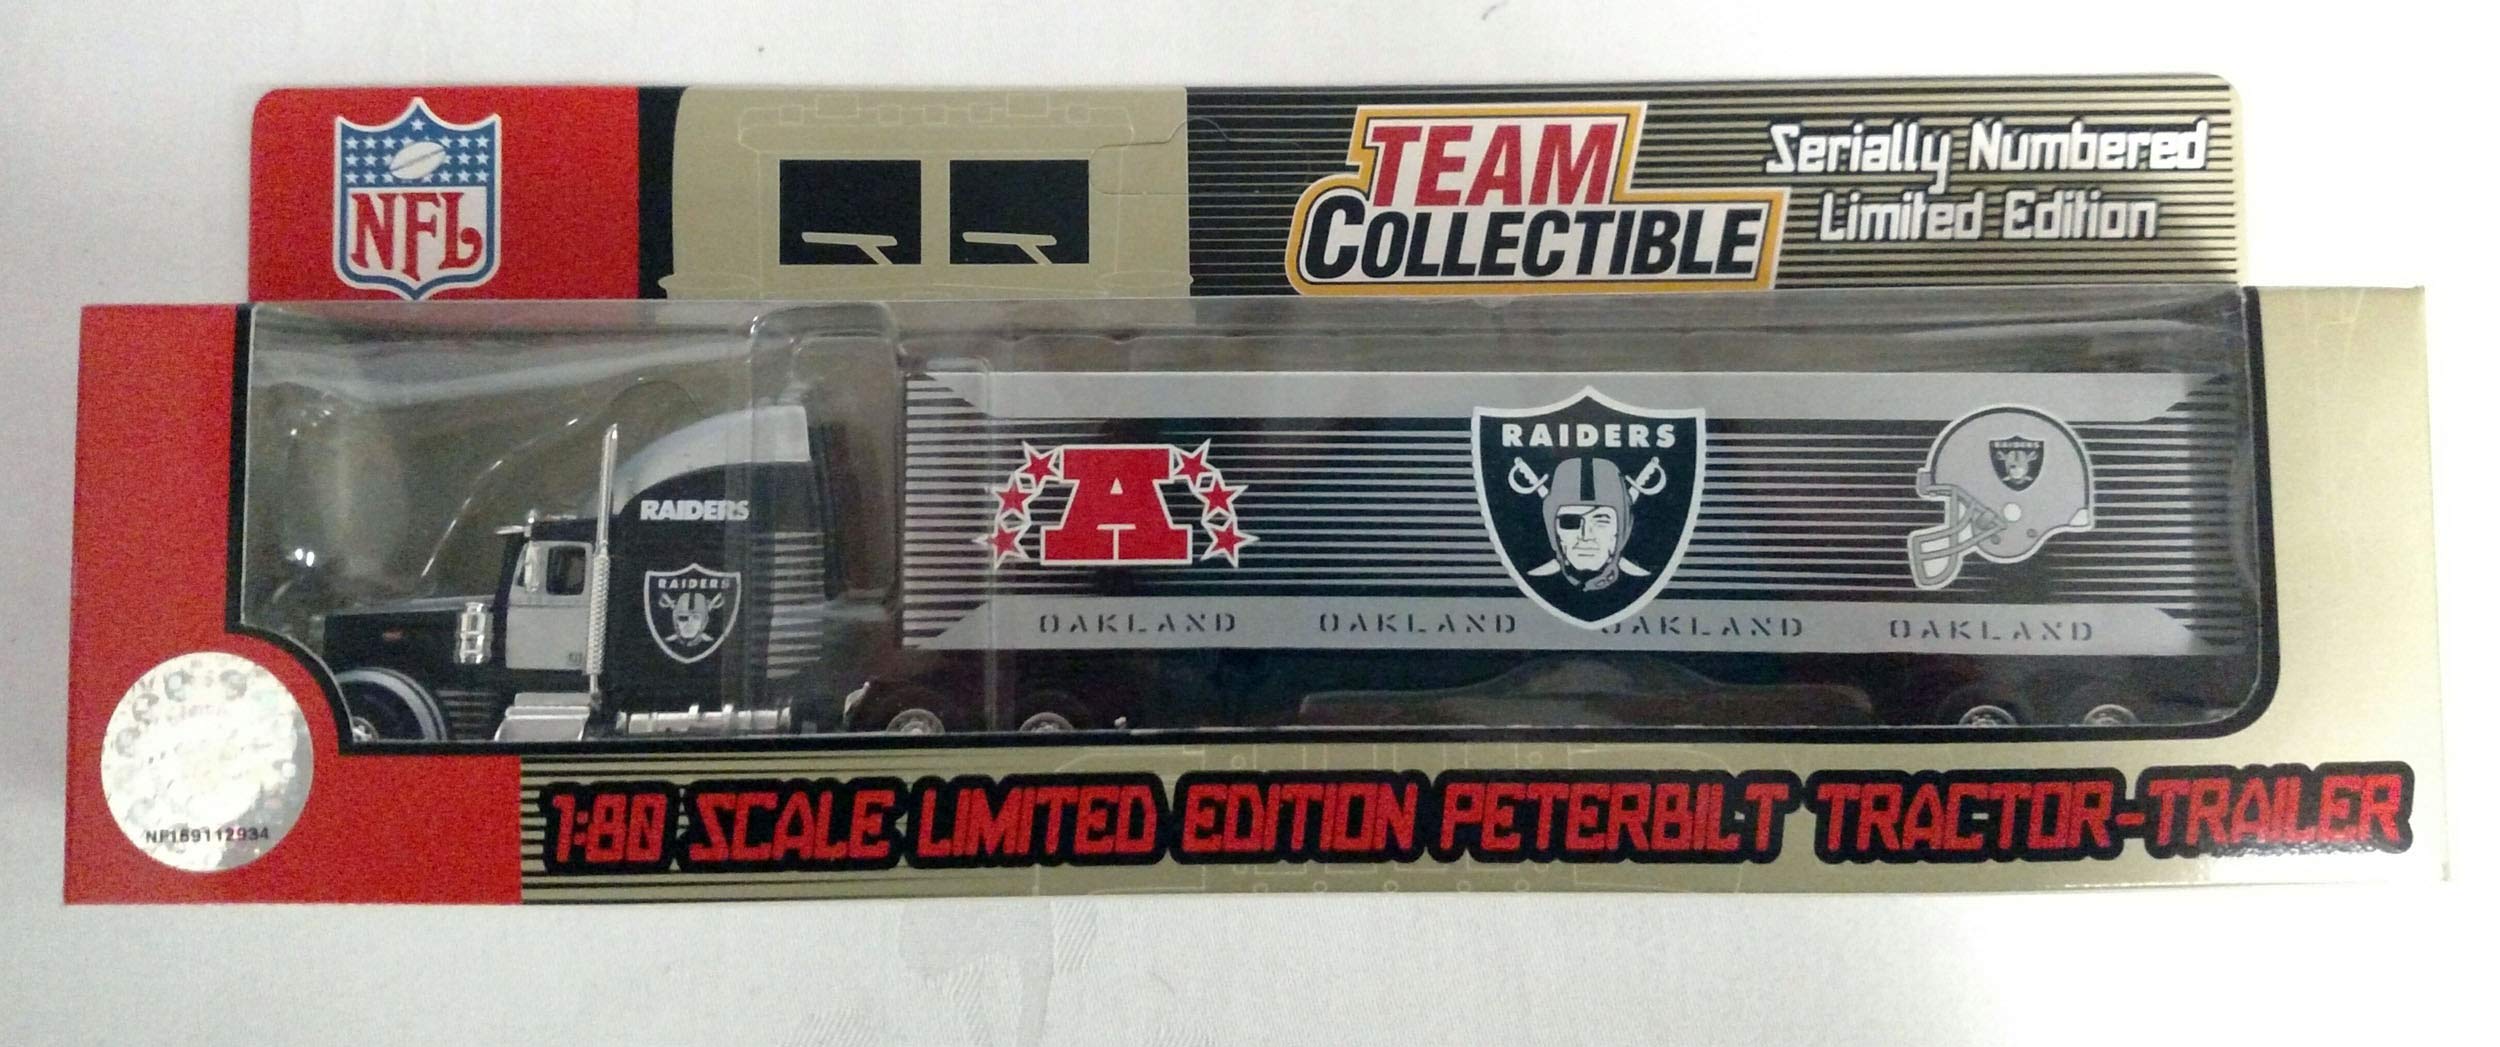 NFL
TEAM
COLLECTIBLE
Serially Numbered
Limited Edition
RAIDERS
RAIDERS
A
RAIDERS
RAIDERS
OAKLAND OAKLAND OAKLAND OAKLAND
NF169112934
1:80 SCALE LIMITED EDITION PETERBILT TRACTOR-TRAILER